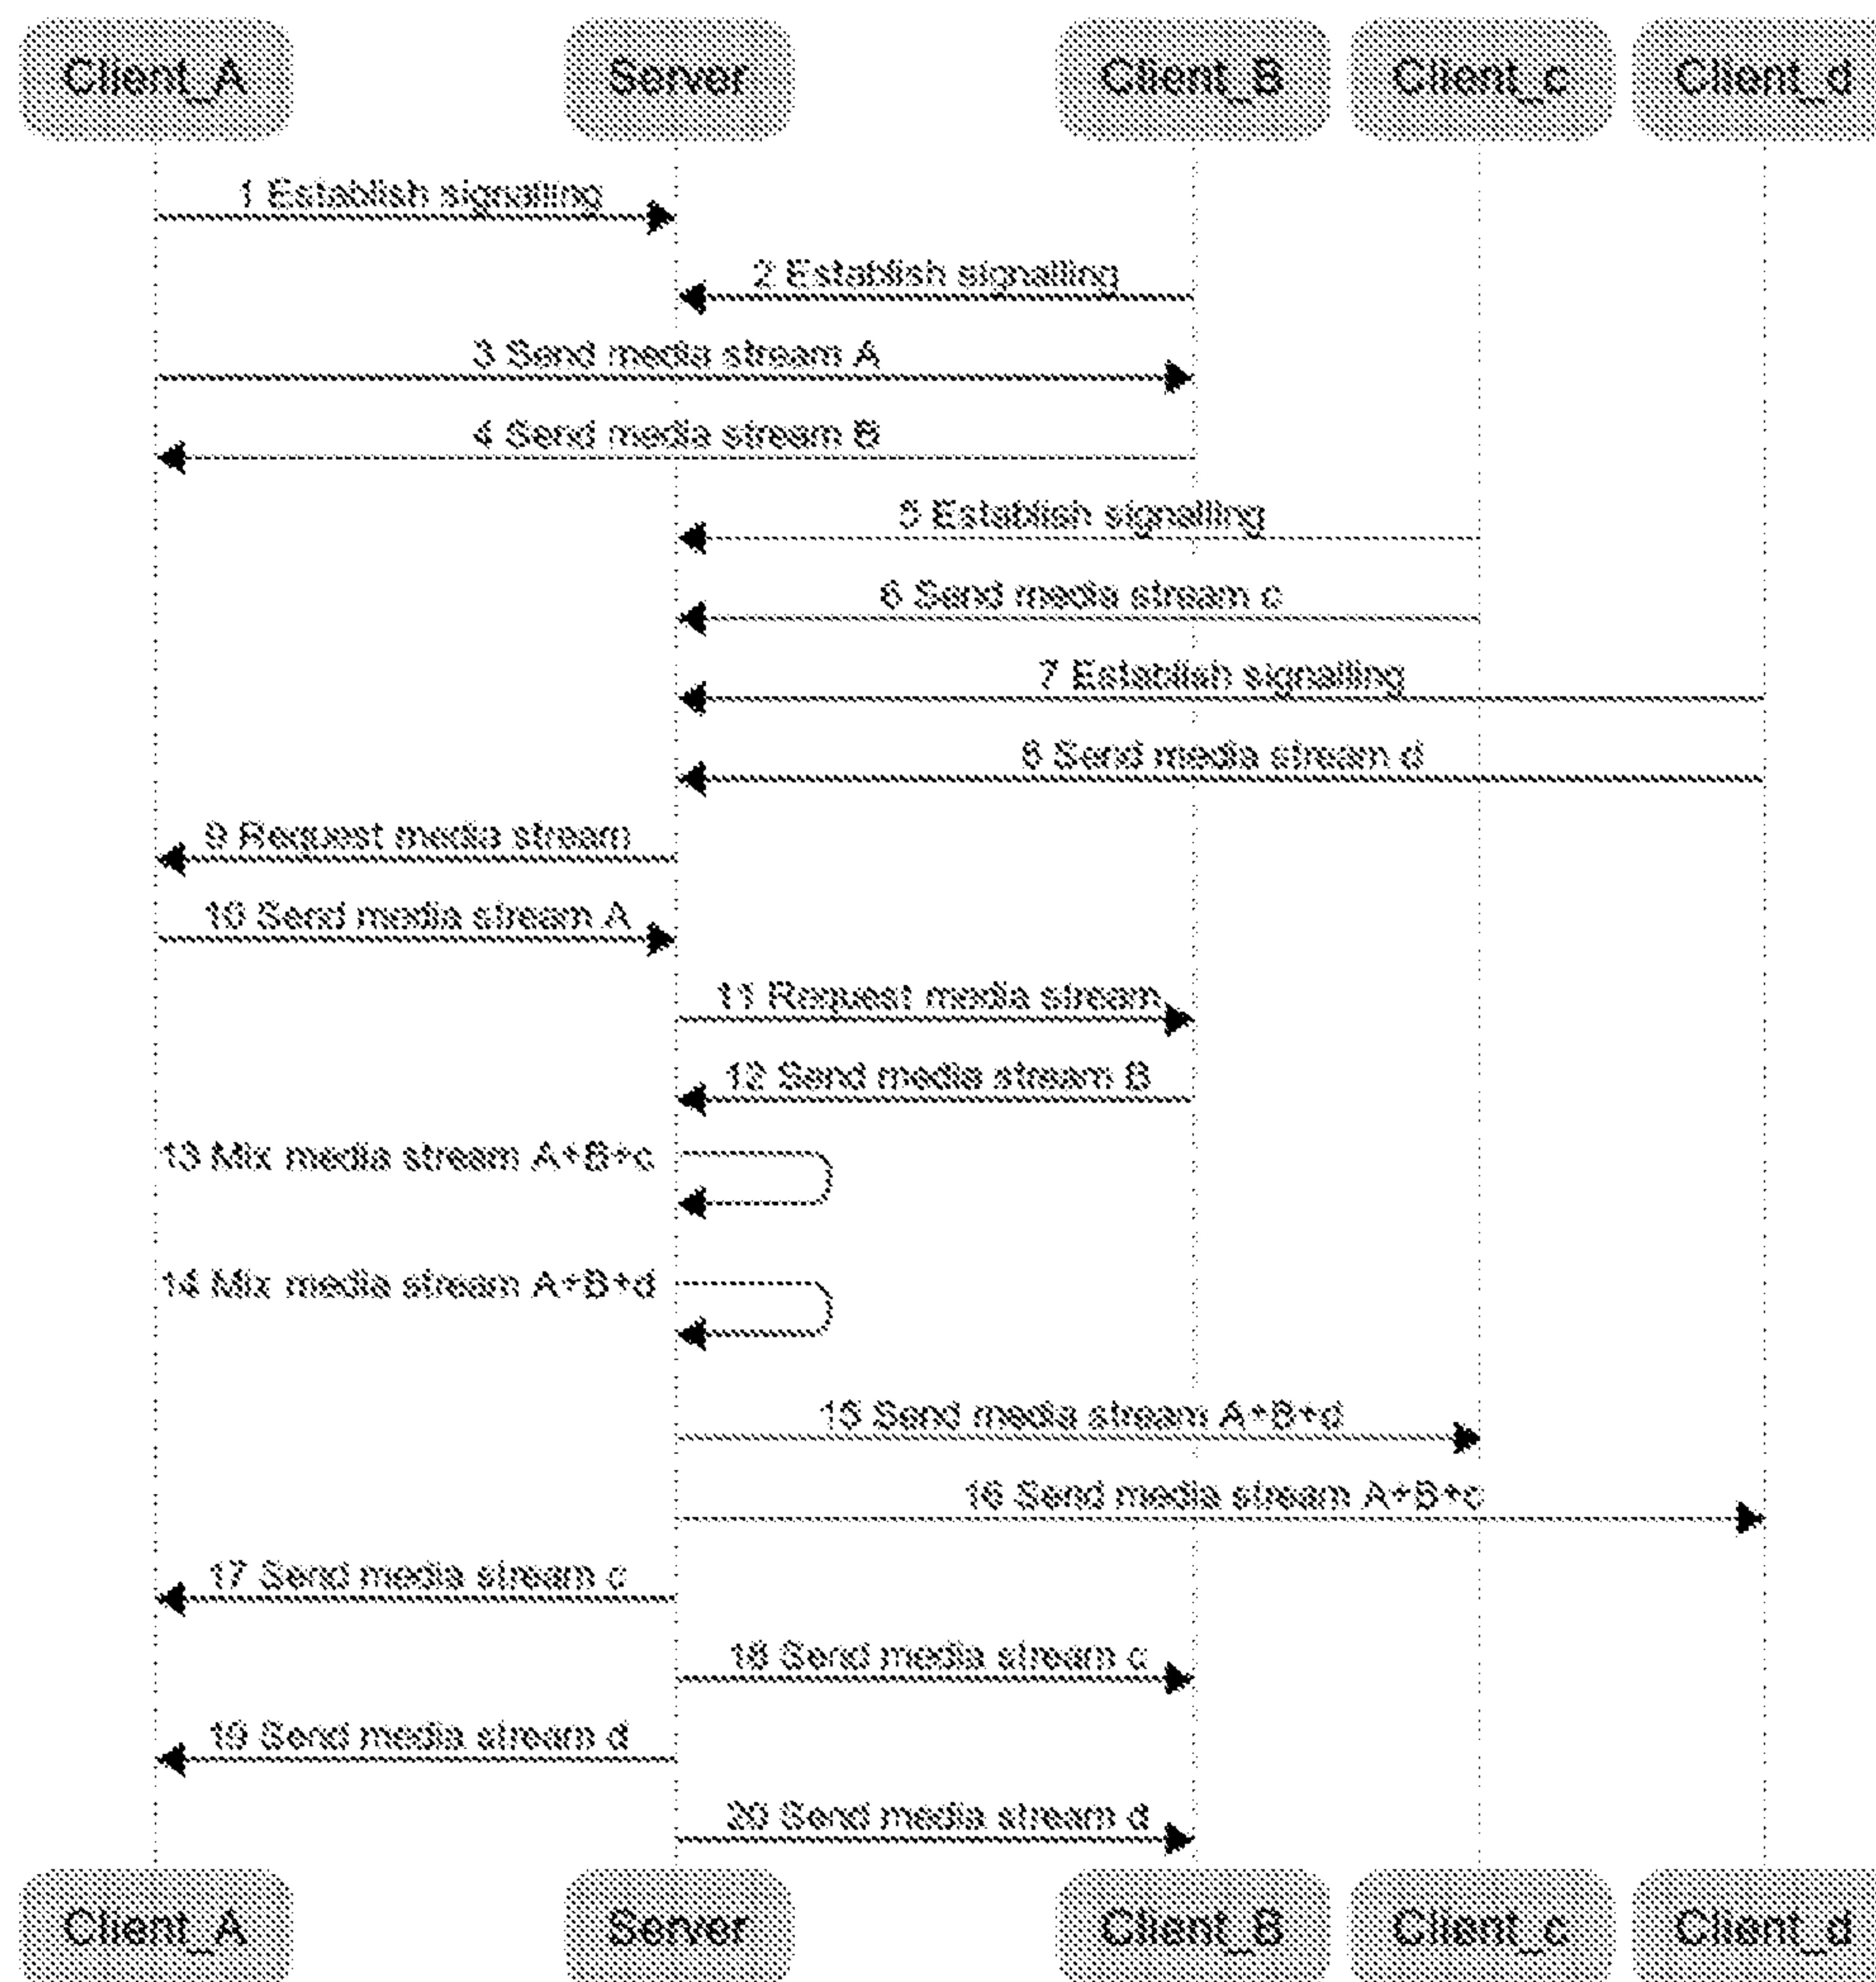 Client_A Server Client_B Client_c Client_d
1 Establish signalling
2 Establish signalling
3 Send media stream A
4 Send media stream B
5 Establish signalling
6 Send media stream c
7 Establish signalling
8 Send media stream d
9 Request media stream
10 Send media stream A
11 Request media stream
12 Send media stream B
13 Mix media stream A+B+c
14 Mix media stream A+B+d
15 Send media stream A+B+d
16 Send media stream A+B+c
17 Send media stream c
18 Send media stream c
19 Send media stream d
20 Send media stream d
Client_A Server Client_B Client_c Client_d